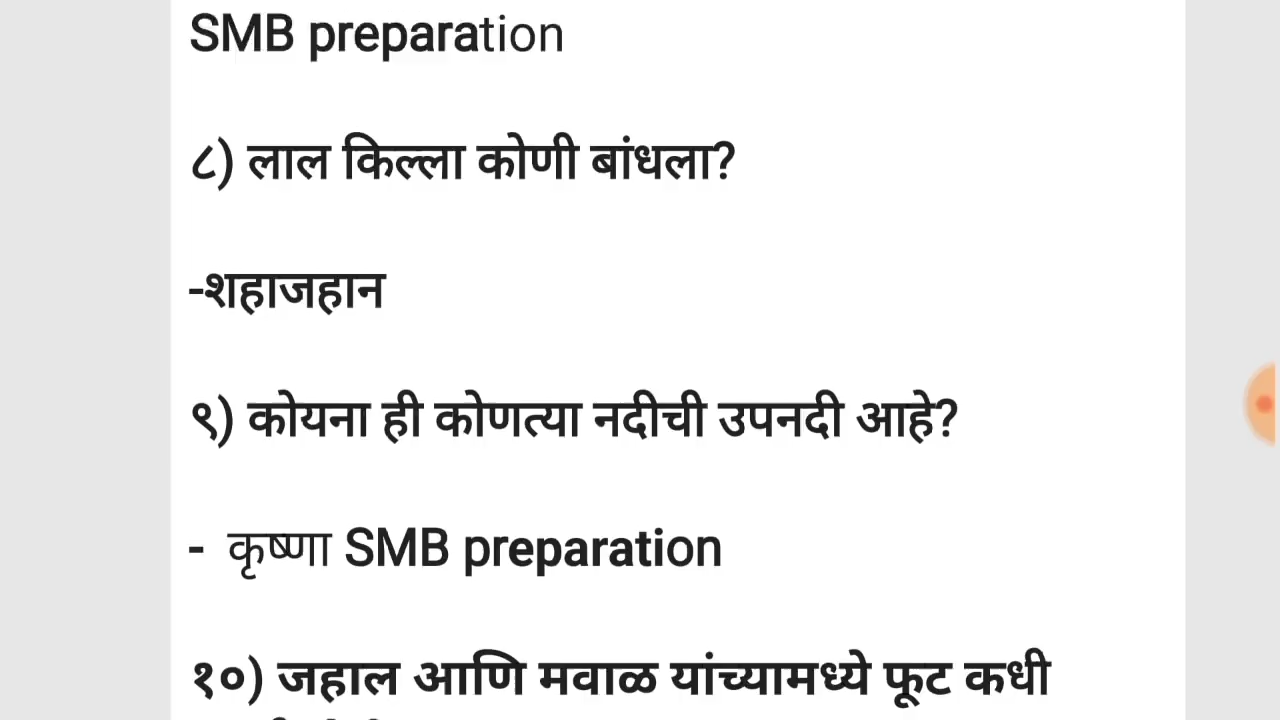 SMB preparation
८) लाल किल्ला कोणी बांधला?
-शहाजहान
९) कोयना ही कोणत्या नदीची उपनदी आहे?
- कृष्णा SMB preparation
१०) जहाल आणि मवाळ यांच्यामध्ये फूट कधी